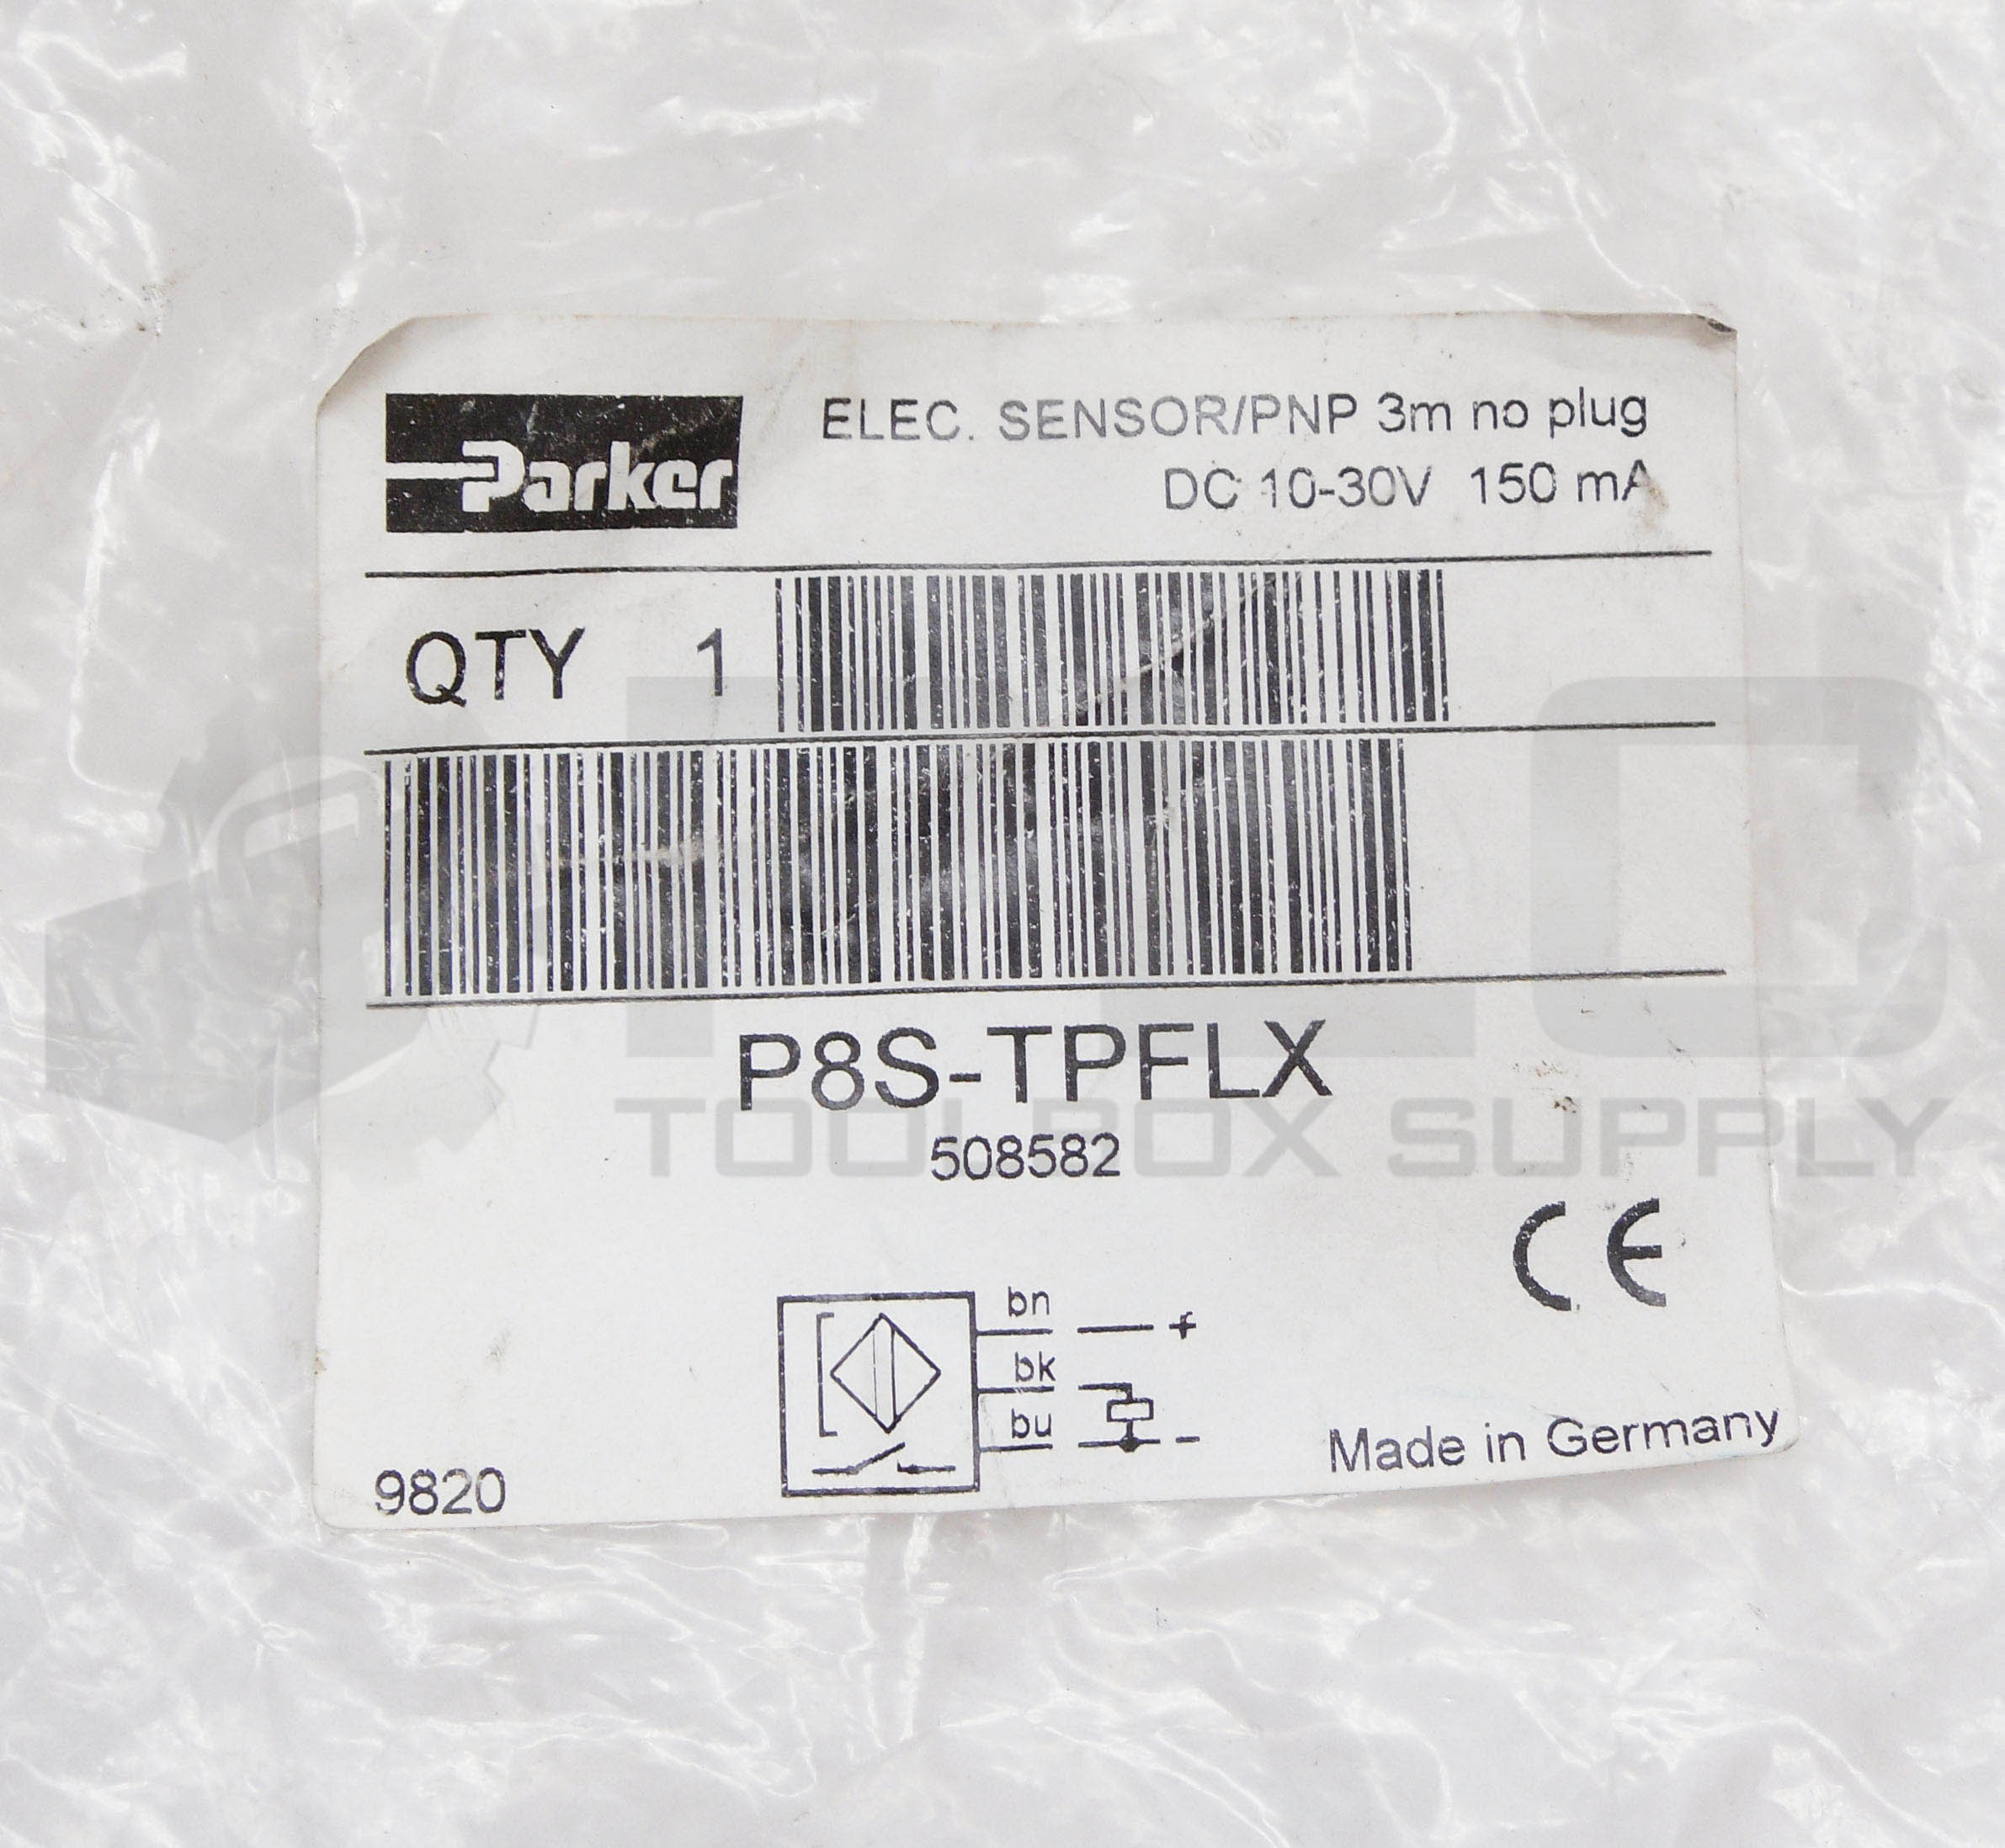 Parker
ELEC. SENSOR/PNP 3m no plug
DC 10-30V 150 mA
QTY 1
P8S-TPFLX
TOOLBOX SUPPLY
508582
CE
bn
+
bk
bu
-
9820
Made in Germany
PLC